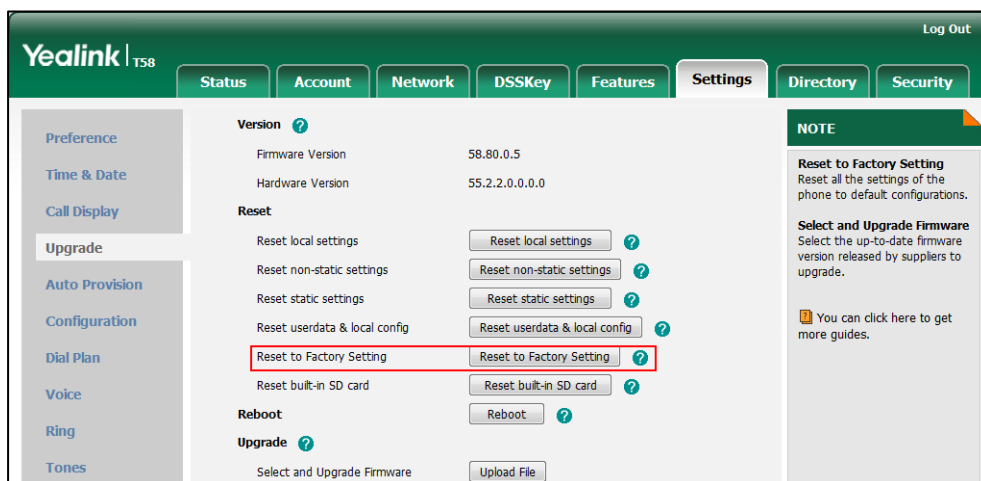 Log Out
Yealink T58
Status Account Network DSSKey Features Settings Directory Security
Preference
Time & Date
Call Display
Upgrade
Auto Provision
Configuration
Dial Plan
Voice
Ring
Tones
Version ?
Firmware Version 58.80.0.5
Hardware Version 55.2.2.0.0.0.0
Reset
Reset local settings Reset local settings ?
Reset non-static settings Reset non-static settings ?
Reset static settings Reset static settings ?
Reset userdata & local config Reset userdata & local config ?
Reset to Factory Setting Reset to Factory Setting ?
Reset built-in SD card Reset built-in SD card ?
Reboot Reboot ?
Upgrade ?
Select and Upgrade Firmware Upload File
NOTE
Reset to Factory Setting
Reset all the settings of the
phone to default configurations.
Select and Upgrade Firmware
Select the up-to-date firmware
version released by suppliers to
upgrade.
? You can click here to get
more guides.